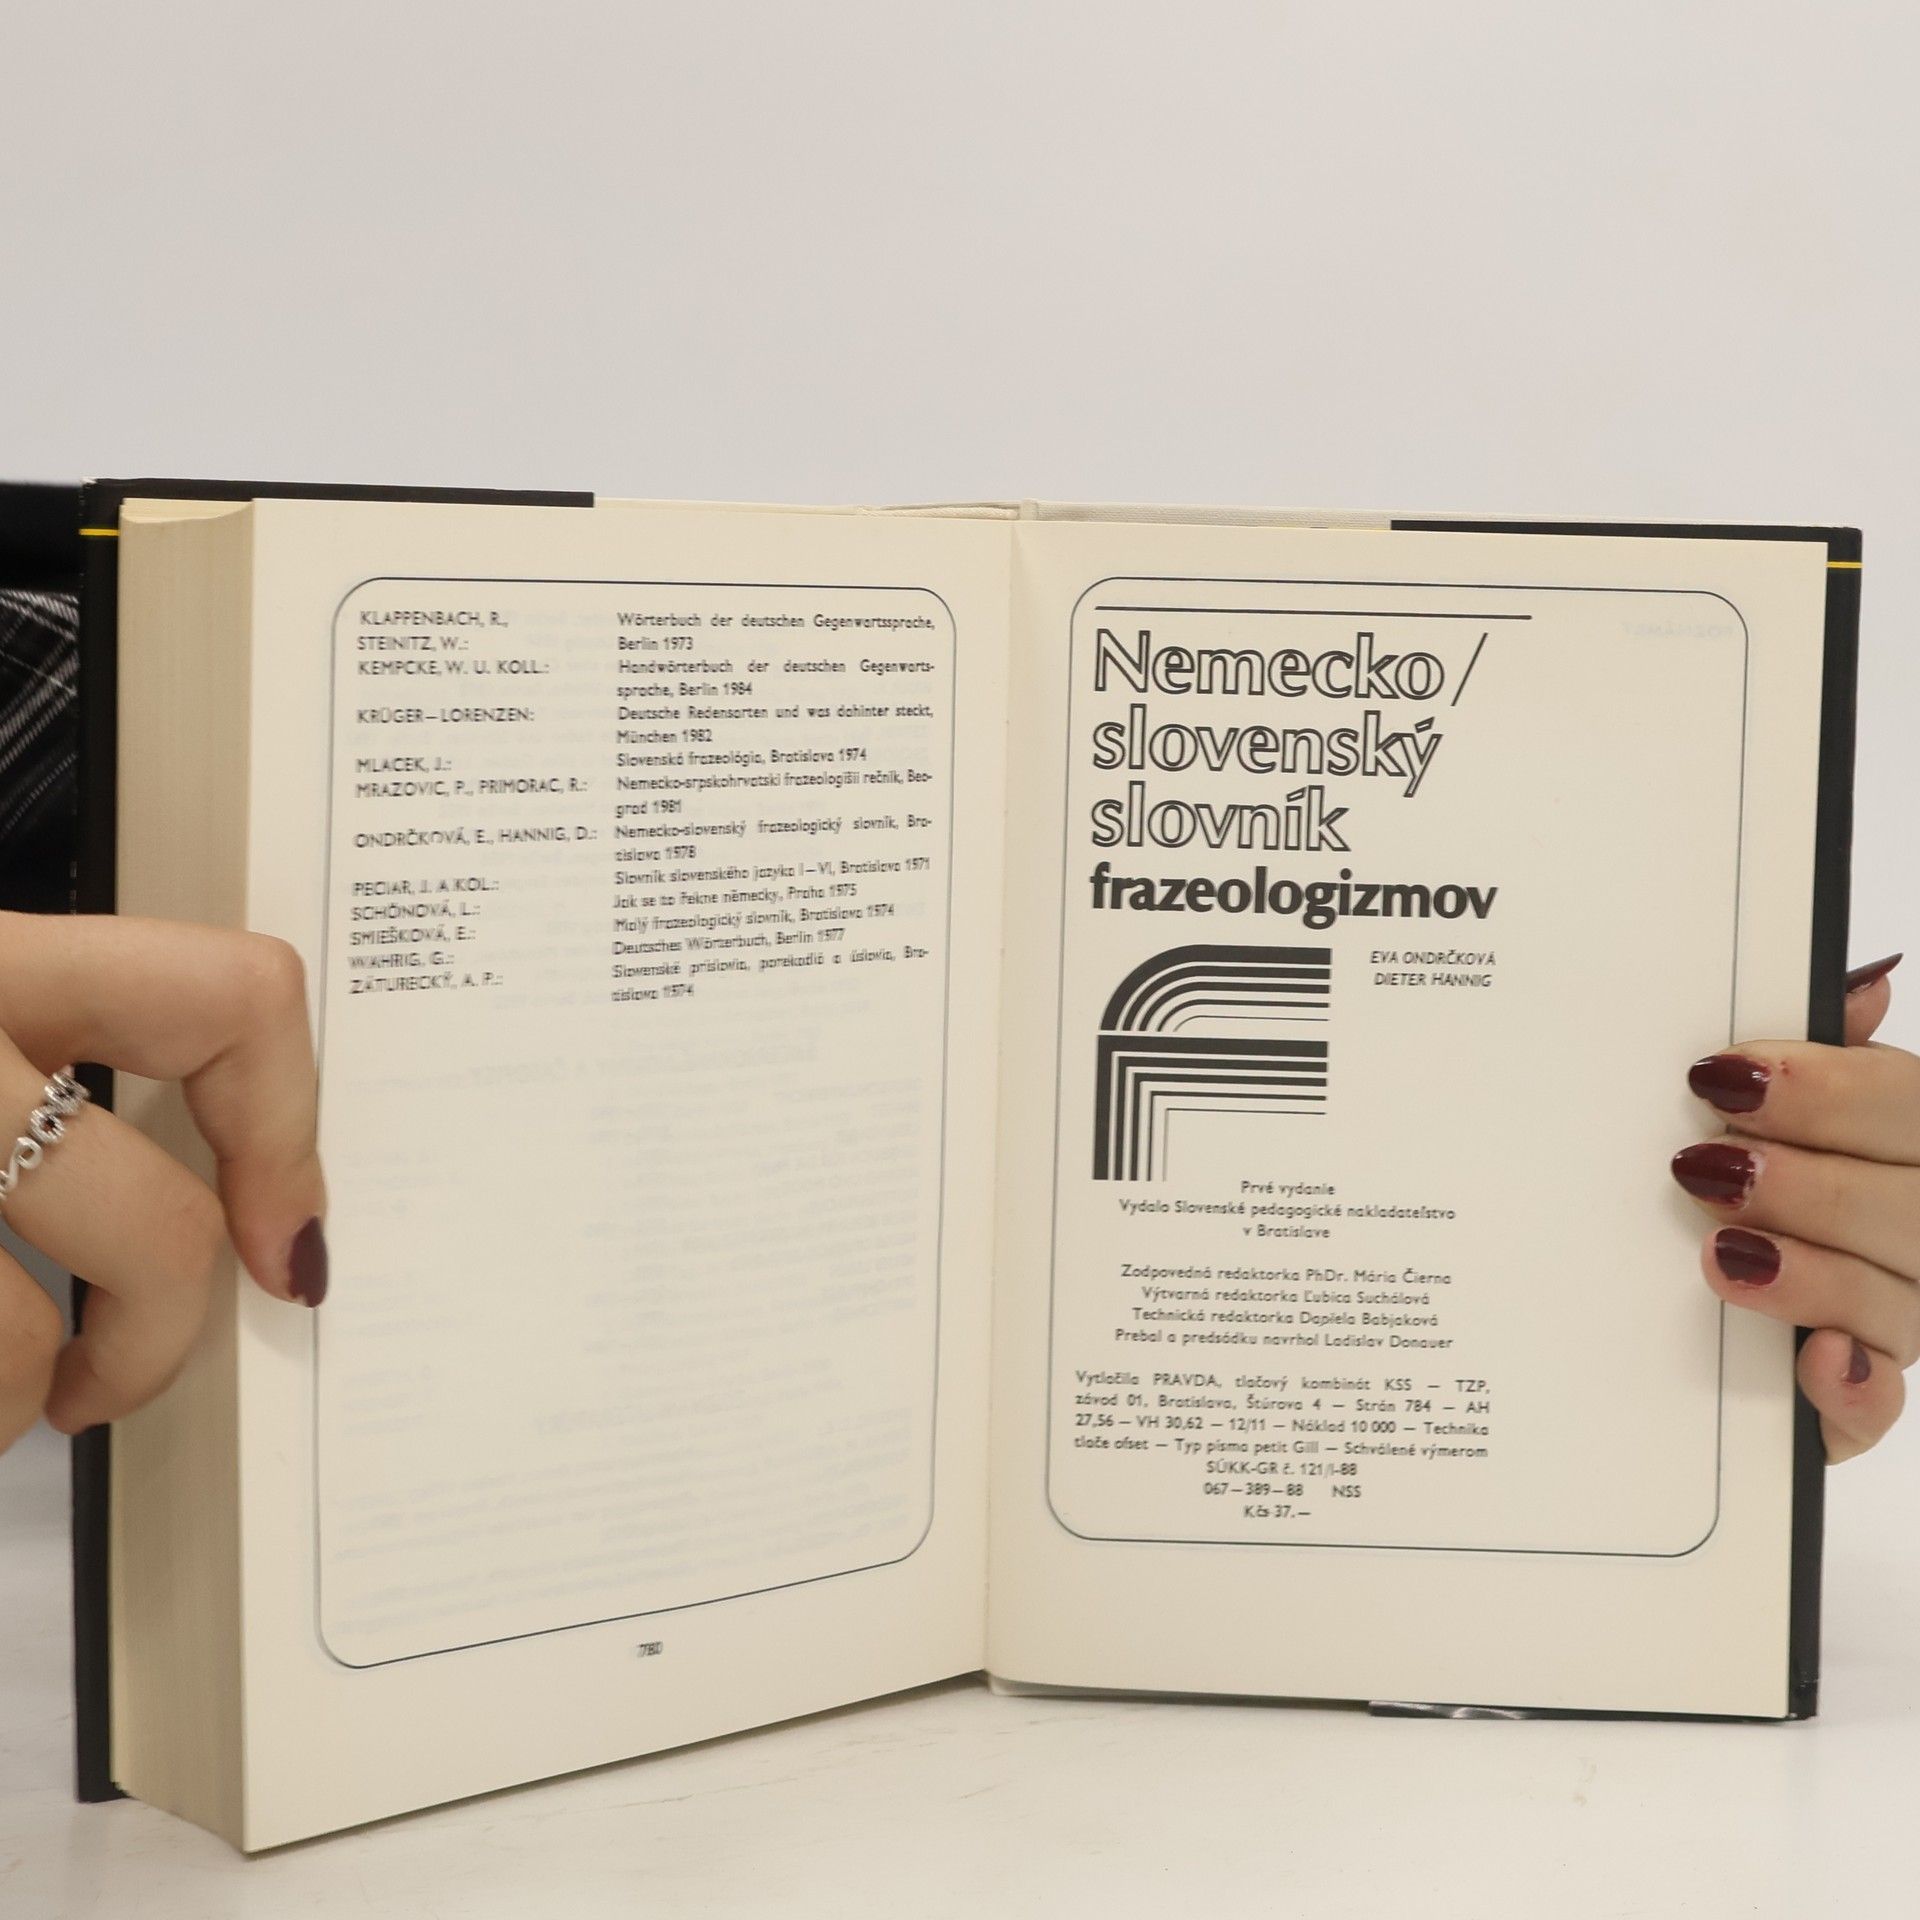 KLAPPENBACH, R., Wörterbuch der deutschen Gegenwartssprache,
STEINITZ, W.: Berlin 1973
KEMPCKE, W. U. KOLL.: Handwörterbuch der deutschen Gegenwarts-
sprache, Berlin 1984
KRÜGER–LORENZEN: Deutsche Redensarten und was dahinter steckt,
München 1982
MLACEK, J.: Slovenská frazeológia, Bratislava 1974
MRAZOVIC, P., PRIMORAC, R.: Nemecko-srpskohrvatski frazeologišii rečnik, Beo-
grad 1981
ONDRČKOVÁ, E., HANNIG, D.: Nemecko-slovenský frazeologický slovník, Bra-
tislava 1978
PECIAR, J. A KOL.: Slovník slovenského jazyka I–VI, Bratislava 1971
SCHÖNOVÁ, L.: Jak se to řekne německy, Praha 1975
SMIEŠKOVÁ, E.: Malý frazeologický slovník, Bratislava 1974
WAHRIG, G.: Deutsches Wörterbuch, Berlin 1977
ZÁTURECKÝ, A. P.: Slovenské príslovia, porekadlá a úslovia, Bra-
tislava 1974
780
Nemecko/
slovenský
slovník
frazeologizmov
EVA ONDRČKOVÁ
DIETER HANNIG
Prvé vydanie
Vydalo Slovenské pedagogické nakladateľstvo
v Bratislave
Zodpovedná redaktorka PhDr. Mária Čierna
Výtvarná redaktorka Ľubica Suchálová
Technická redaktorka Daniela Babjaková
Prebal a predsádku navrhol Ladislav Donauer
Vytlačila PRAVDA, tlačový kombinát KSS – TZP,
závod 01, Bratislava, Štúrova 4 – Strán 784 – AH
27,56 – VH 30,62 – 12/11 – Náklad 10 000 – Technika
tlače ofset – Typ písma petit Gill – Schválené výmerom
SÚKK-GR č. 121/I-88
067–389–88 NSS
Kčs 37.–